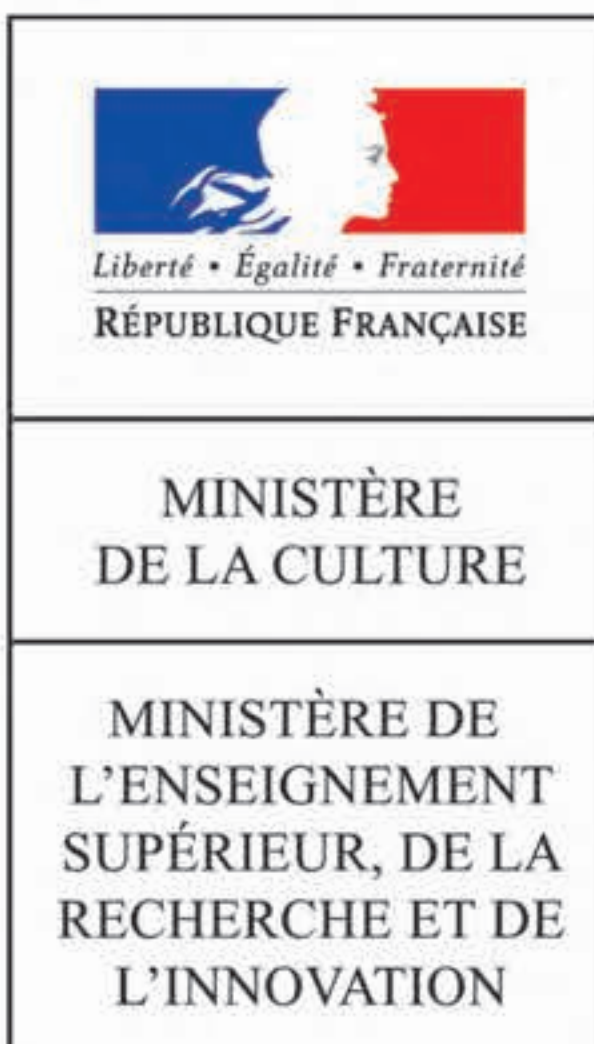 Liberté • Égalité • Fraternité
RÉPUBLIQUE FRANÇAISE
MINISTÈRE
DE LA CULTURE
MINISTÈRE DE
L'ENSEIGNEMENT
SUPÉRIEUR, DE LA
RECHERCHE ET DE
L'INNOVATION